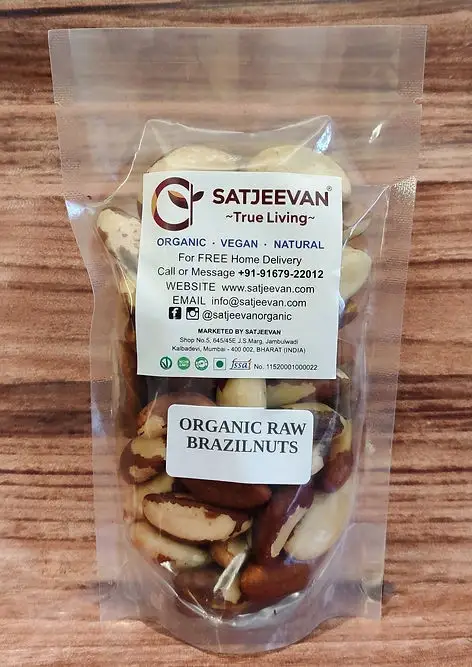 SATJEEVAN®
~True Living~
ORGANIC · VEGAN · NATURAL
For FREE Home Delivery
Call or Message +91-91679-22012
WEBSITE www.satjeevan.com
EMAIL info@satjeevan.com
@satjeevanorganic
MARKETED BY SATJEEVAN
Shop No.5, 645/45E J.S.Marg, Jambulwadi
Kalbadevi, Mumbai - 400 002, BHARAT (INDIA)
fssai No. 11520001000022
ORGANIC RAW
BRAZILNUTS